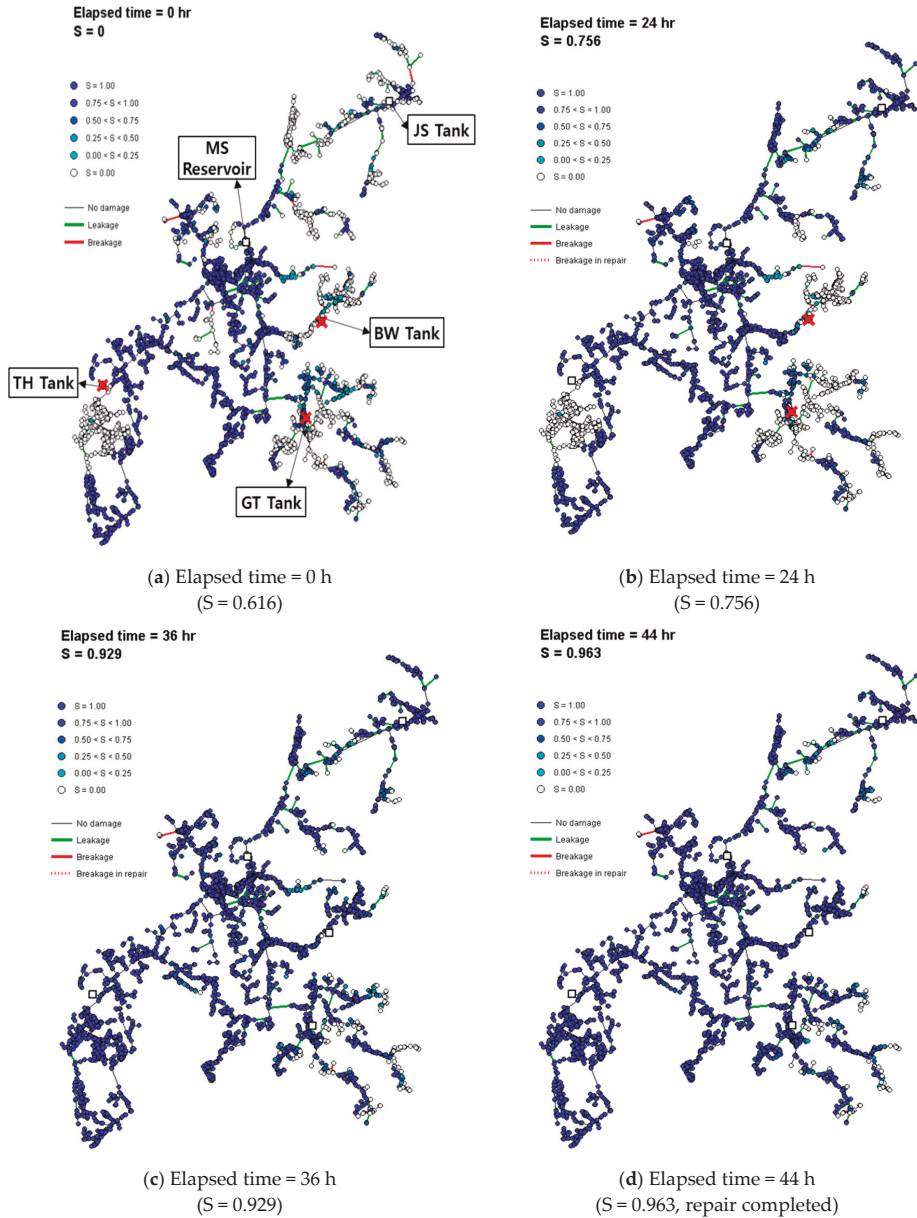 Elapsed time = 0 hr
S = 0
S = 1.00
0.75 < S < 1.00
0.50 < S < 0.75
0.25 < S < 0.50
0.00 < S < 0.25
S = 0.00
No damage
Leakage
Breakage
MS
Reservoir
JS Tank
BW Tank
TH Tank
GT Tank
(a) Elapsed time = 0 h
(S = 0.616)
Elapsed time = 24 hr
S = 0.756
S = 1.00
0.75 < S < 1.00
0.50 < S < 0.75
0.25 < S < 0.50
0.00 < S < 0.25
S = 0.00
No damage
Leakage
Breakage
Breakage in repair
(b) Elapsed time = 24 h
(S = 0.756)
Elapsed time = 36 hr
S = 0.929
S = 1.00
0.75 < S < 1.00
0.50 < S < 0.75
0.25 < S < 0.50
0.00 < S < 0.25
S = 0.00
No damage
Leakage
Breakage
Breakage in repair
(c) Elapsed time = 36 h
(S = 0.929)
Elapsed time = 44 hr
S = 0.963
S = 1.00
0.75 < S < 1.00
0.50 < S < 0.75
0.25 < S < 0.50
0.00 < S < 0.25
S = 0.00
No damage
Leakage
Breakage
Breakage in repair
(d) Elapsed time = 44 h
(S = 0.963, repair completed)